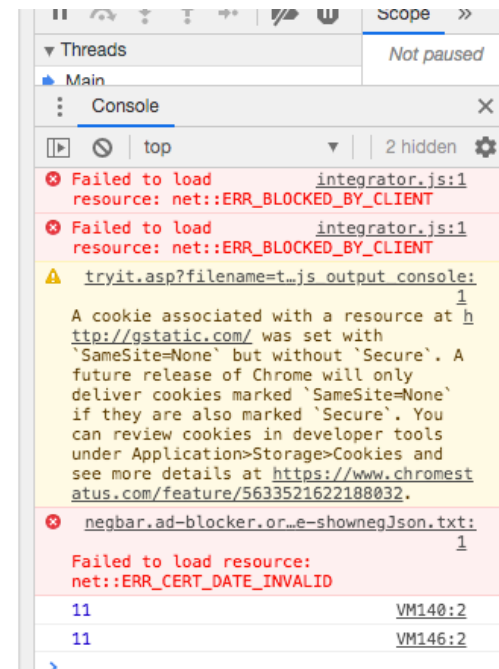 Scope »
▼ Threads
Not paused
Main
Console
top ▼ 2 hidden
Failed to load integrator.js:1
resource: net::ERR_BLOCKED_BY_CLIENT
Failed to load integrator.js:1
resource: net::ERR_BLOCKED_BY_CLIENT
tryit.asp?filename=t…js_output_console:
1
A cookie associated with a resource at h
ttp://gstatic.com/ was set with
`SameSite=None` but without `Secure`. A
future release of Chrome will only
deliver cookies marked `SameSite=None`
if they are also marked `Secure`. You
can review cookies in developer tools
under Application>Storage>Cookies and
see more details at https://www.chromest
atus.com/feature/5633521622188032.
negbar.ad-blocker.or…e-shownegJson.txt:
1
Failed to load resource:
net::ERR_CERT_DATE_INVALID
11 VM140:2
11 VM146:2